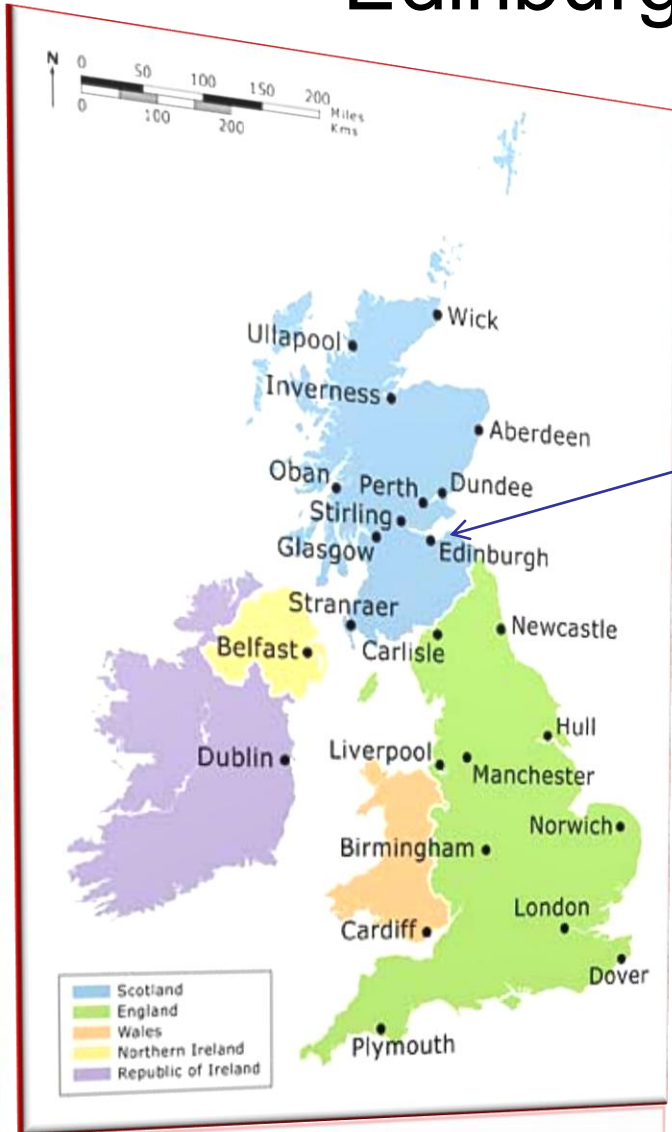 Edinburg
N
0 50 100 150 200 Miles
0 100 200 Kms
Wick
Ullapool
Inverness
Aberdeen
Oban
Perth
Dundee
Stirling
Glasgow
Edinburgh
Stranraer
Newcastle
Belfast
Carlisle
Hull
Dublin
Liverpool
Manchester
Norwich
Birmingham
London
Cardiff
Dover
Plymouth
Scotland
England
Wales
Northern Ireland
Republic of Ireland